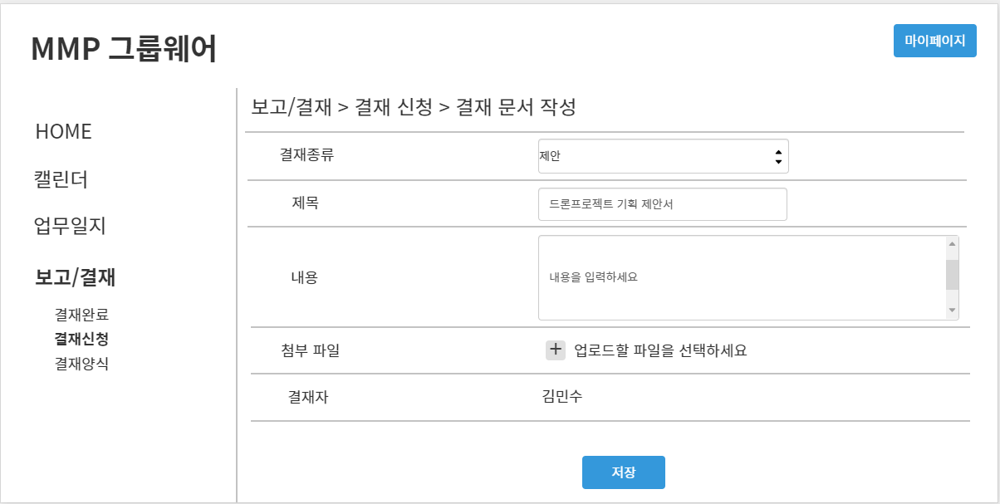 MMP 그룹웨어
마이페이지
HOME
캘린더
업무일지
보고/결재
결재완료
결재신청
결재양식
보고/결재 > 결재 신청 > 결재 문서 작성
결재종류 제안
제목 드론프로젝트 기획 제안서
내용 내용을 입력하세요
첨부 파일 + 업로드할 파일을 선택하세요
결재자 김민수
저장